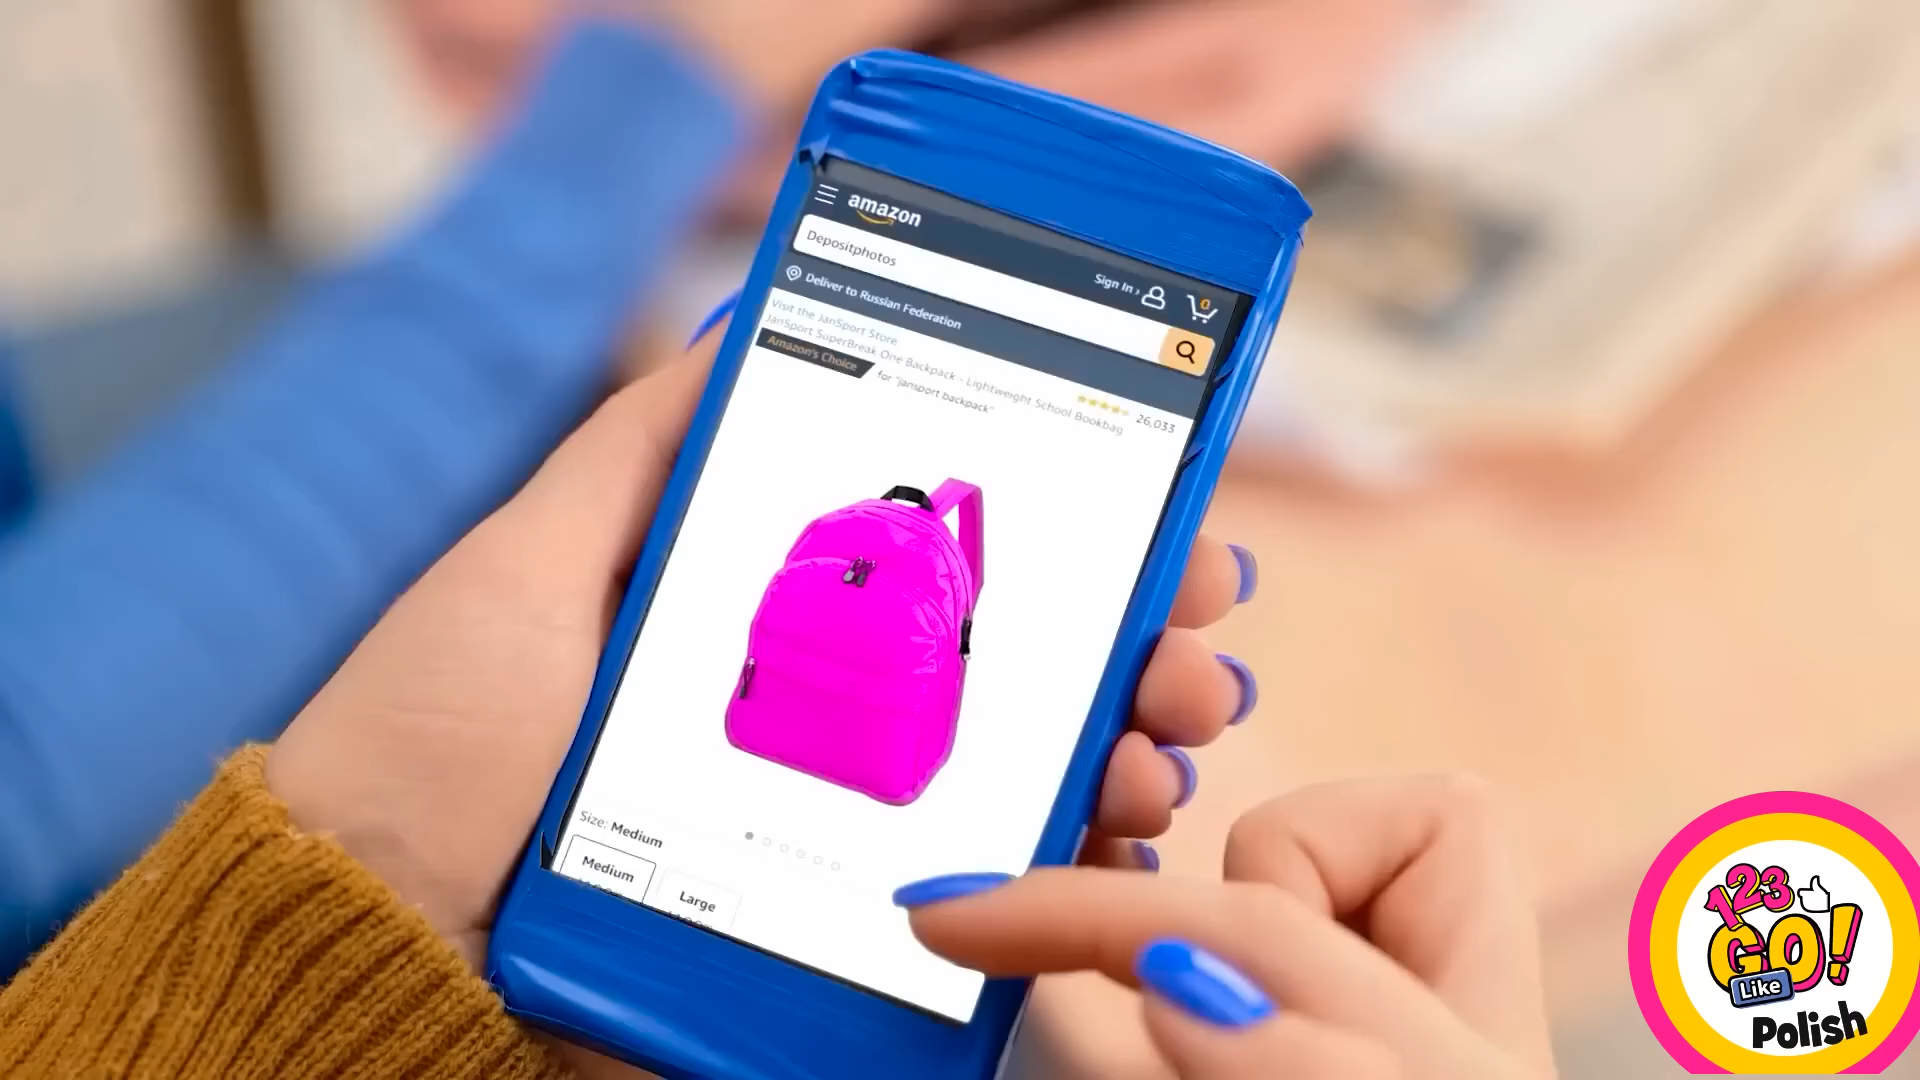 amazon
Sign In ›
0
Depositphotos
Deliver to Russian Federation
Visit the JanSport Store
JanSport SuperBreak One Backpack - Lightweight School Bookbag
26,033
Amazon's Choice
for "jansport backpack"
Size: Medium
Medium
Large
123
GO!
Like
Polish